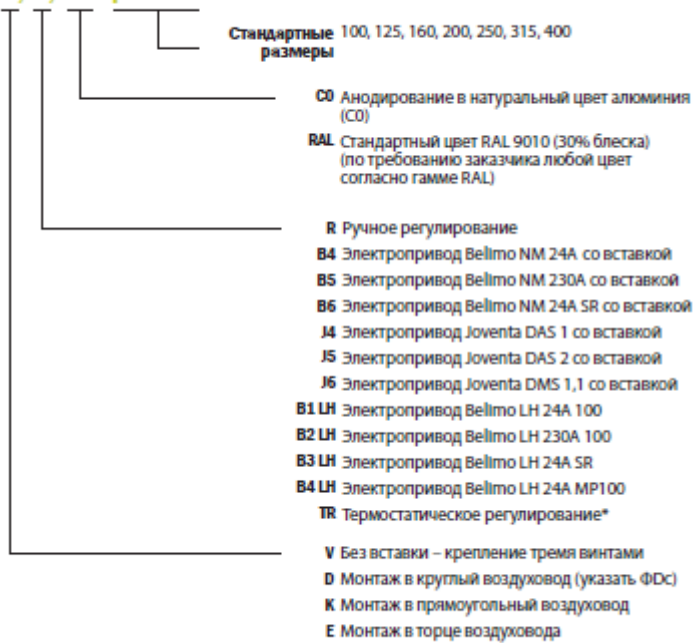 Стандартные 100, 125, 160, 200, 250, 315, 400
размеры
C0 Анодирование в натуральный цвет алюминия
(C0)
RAL Стандартный цвет RAL 9010 (30% блеска)
(по требованию заказчика любой цвет
согласно гамме RAL)
R Ручное регулирование
B4 Электропривод Belimo NM 24A со вставкой
B5 Электропривод Belimo NM 230A со вставкой
B6 Электропривод Belimo NM 24A SR со вставкой
J4 Электропривод Joventa DAS 1 со вставкой
J5 Электропривод Joventa DAS 2 со вставкой
J6 Электропривод Joventa DMS 1,1 со вставкой
B1 LH Электропривод Belimo LH 24A 100
B2 LH Электропривод Belimo LH 230A 100
B3 LH Электропривод Belimo LH 24A SR
B4 LH Электропривод Belimo LH 24A MP100
TR Термостатическое регулирование*
V Без вставки – крепление тремя винтами
D Монтаж в круглый воздуховод (указать ΦDc)
K Монтаж в прямоугольный воздуховод
E Монтаж в торце воздуховода